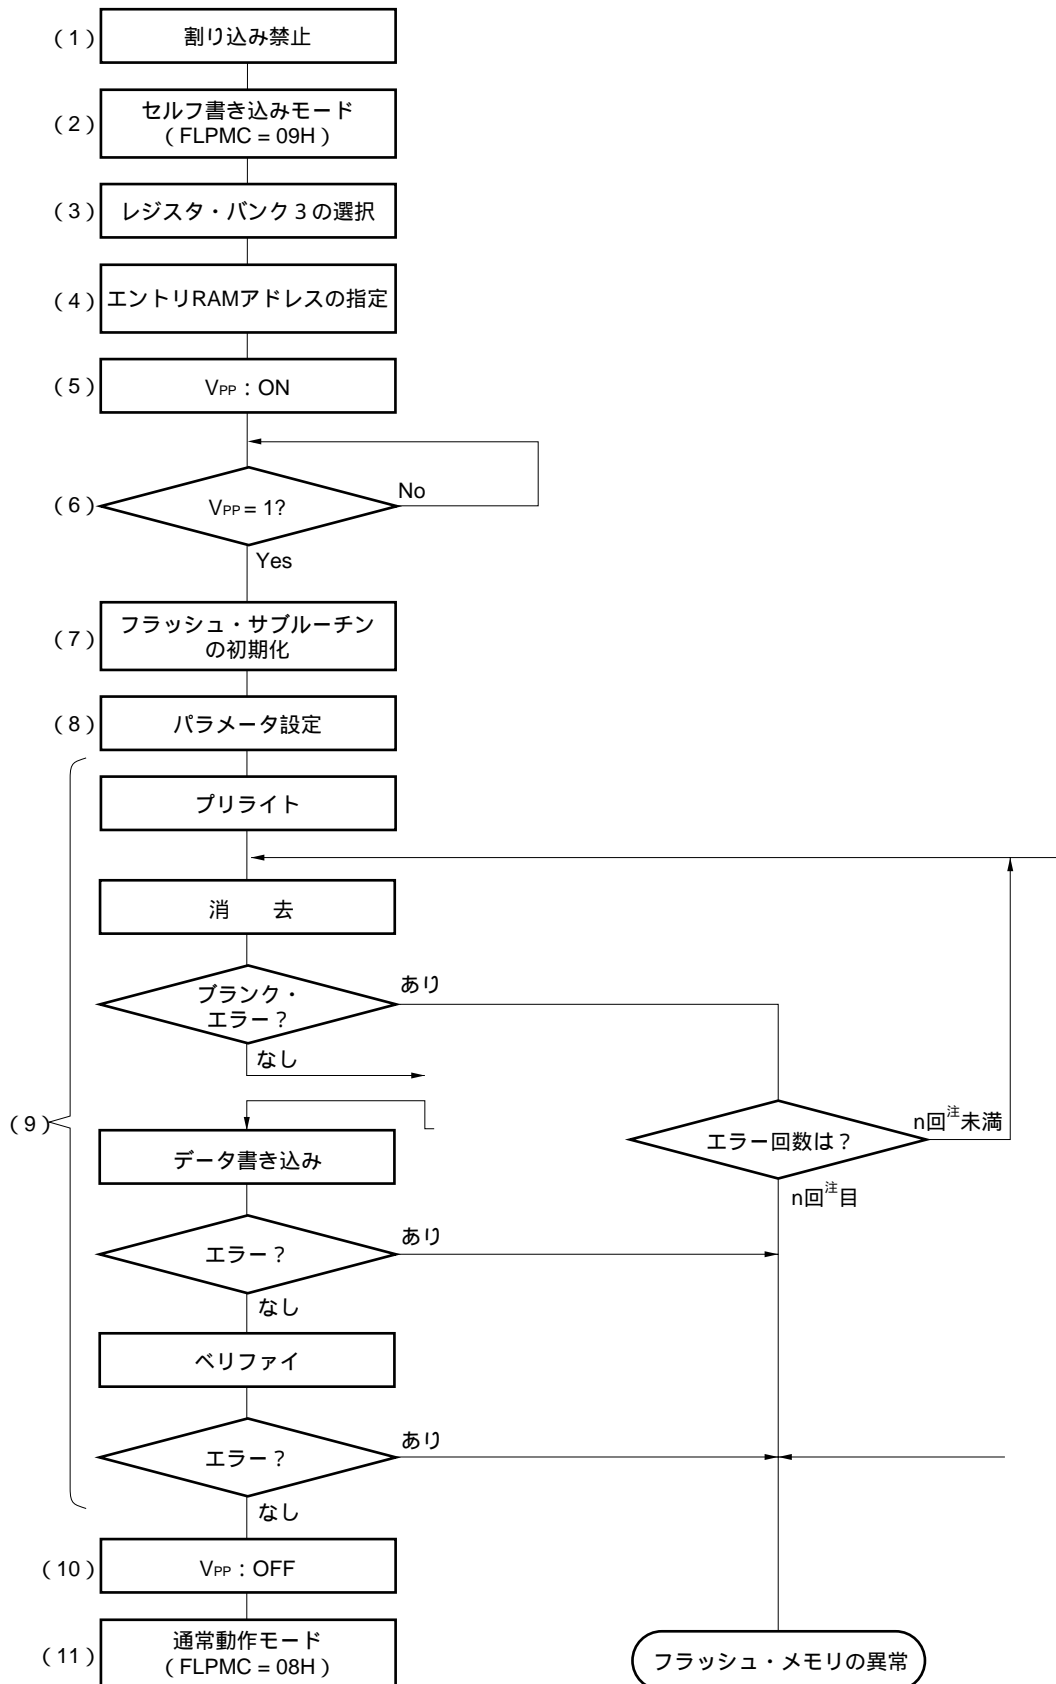 (1) 割り込み禁止
(2) セルフ書き込みモード
( FLPMC = 09H )
(3) レジスタ・バンク3の選択
(4) エントリRAMアドレスの指定
(5) VPP : ON
(6) VPP = 1?
No
Yes
(7) フラッシュ・サブルーチン
の初期化
(8) パラメータ設定
プリライト
消 去
ブランク・
エラー?
あり
なし
(9)
データ書き込み
エラー回数は?
n回注未満
n回注目
エラー?
あり
なし
ベリファイ
エラー?
あり
なし
(10) VPP : OFF
(11) 通常動作モード
( FLPMC = 08H )
フラッシュ・メモリの異常